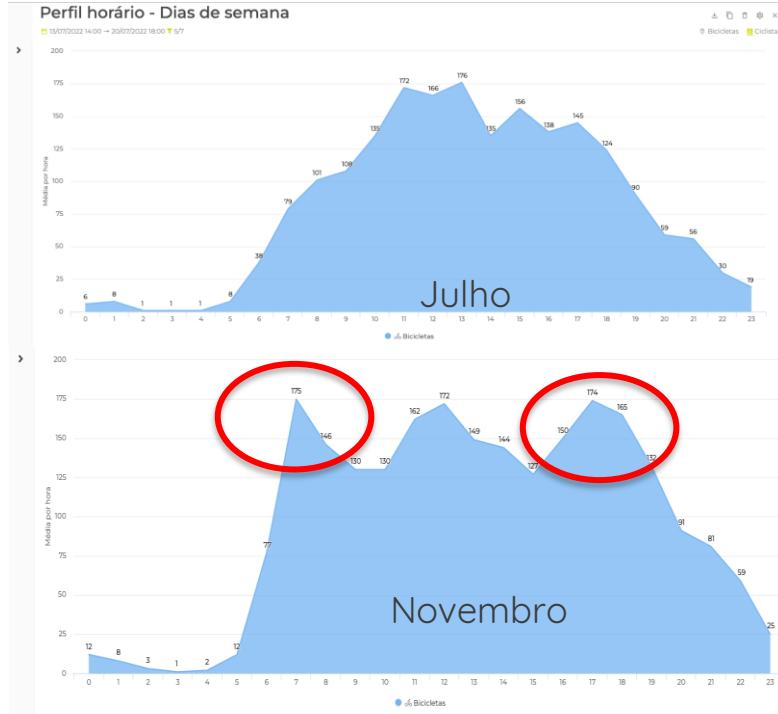 Perfil horário - Dias de semana
13/07/2022 14:00 → 20/07/2022 18:00 5/7
Bicicletas Ciclista
200
175
150
125
100
75
50
25
0
Média por hora
6 8 1 1 1 8 38 79 101 108 135 172 166 176 135 156 138 145 124 90 59 56 30 19
Julho
0 1 2 3 4 5 6 7 8 9 10 11 12 13 14 15 16 17 18 19 20 21 22 23
Bicicletas
200
175
150
125
100
75
50
25
0
Média por hora
12 8 3 1 2 12 77 175 146 130 130 162 172 149 144 127 150 174 165 132 91 81 59 25
Novembro
0 1 2 3 4 5 6 7 8 9 10 11 12 13 14 15 16 17 18 19 20 21 22 23
Bicicletas